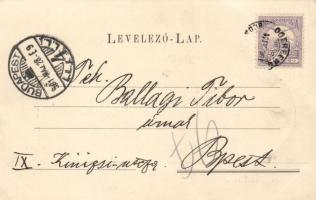 LEVELEZŐ-LAP.
BUDAPEST
Tek.
Ballagi Tibor
úrnak
IX. Kinizsi-utcza
Bpest.